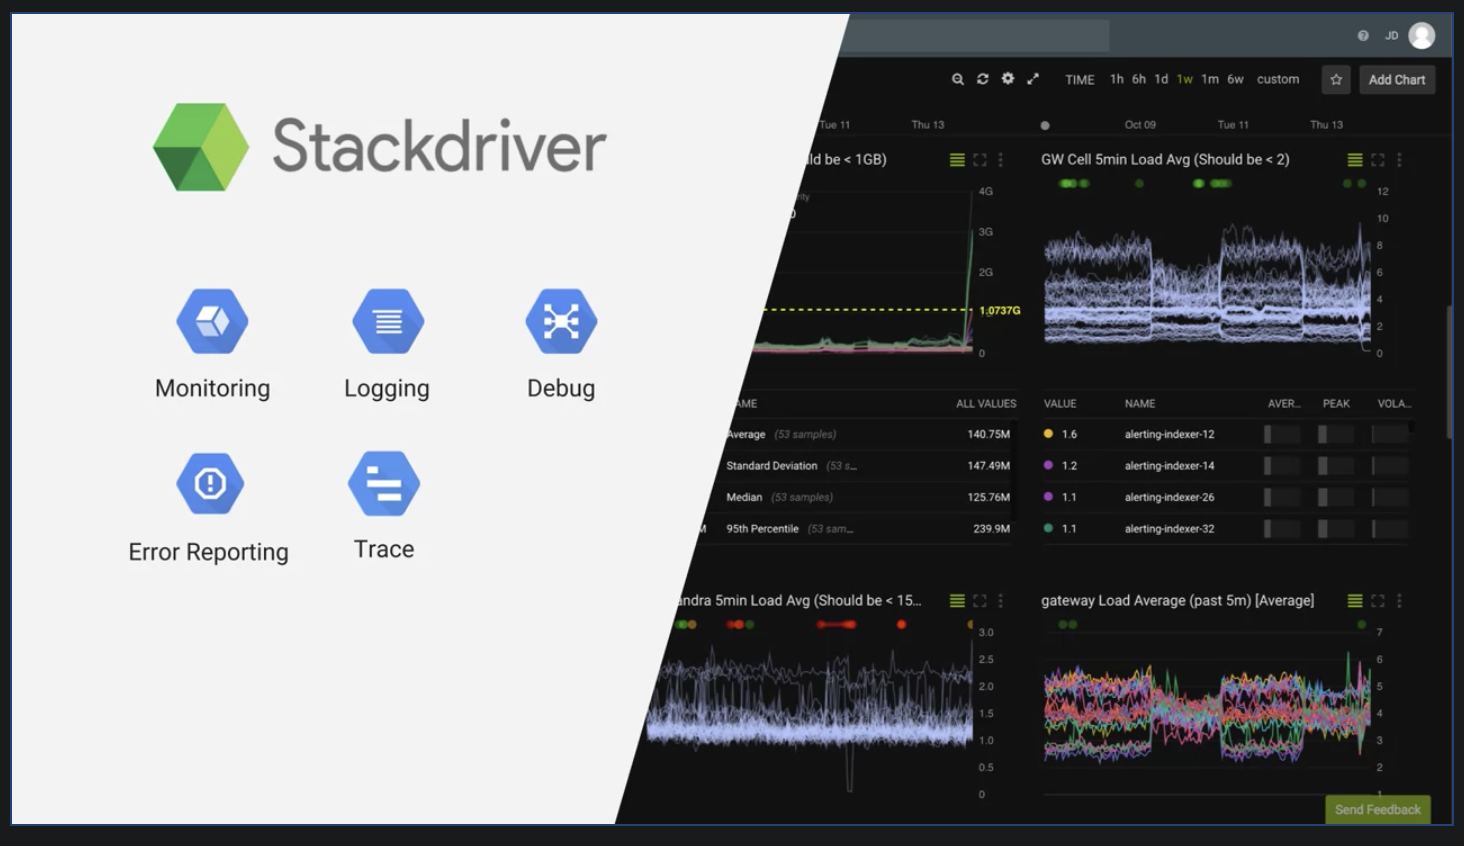 Stackdriver
Monitoring
Logging
Debug
Error Reporting
Trace
JD
TIME 1h 6h 1d 1w 1m 6w custom
Add Chart
Tue 11 Thu 13
Oct 09 Tue 11 Thu 13
ld be < 1GB)
4G
3G
2G
1.0737G
0
GW Cell 5min Load Avg (Should be < 2)
12
10
8
6
4
2
0
AME ALL VALUES
Average (53 samples) 140.75M
Standard Deviation (53 s... 147.49M
Median (53 samples) 125.76M
M 95th Percentile (53 sam... 239.9M
VALUE NAME AVER... PEAK VOLA...
1.6 alerting-indexer-12
1.2 alerting-indexer-14
1.1 alerting-indexer-26
1.1 alerting-indexer-32
andra 5min Load Avg (Should be < 15...
3.0
2.5
2.0
1.5
1.0
0.5
0
gateway Load Average (past 5m) [Average]
7
6
5
4
3
2
1
Send Feedback